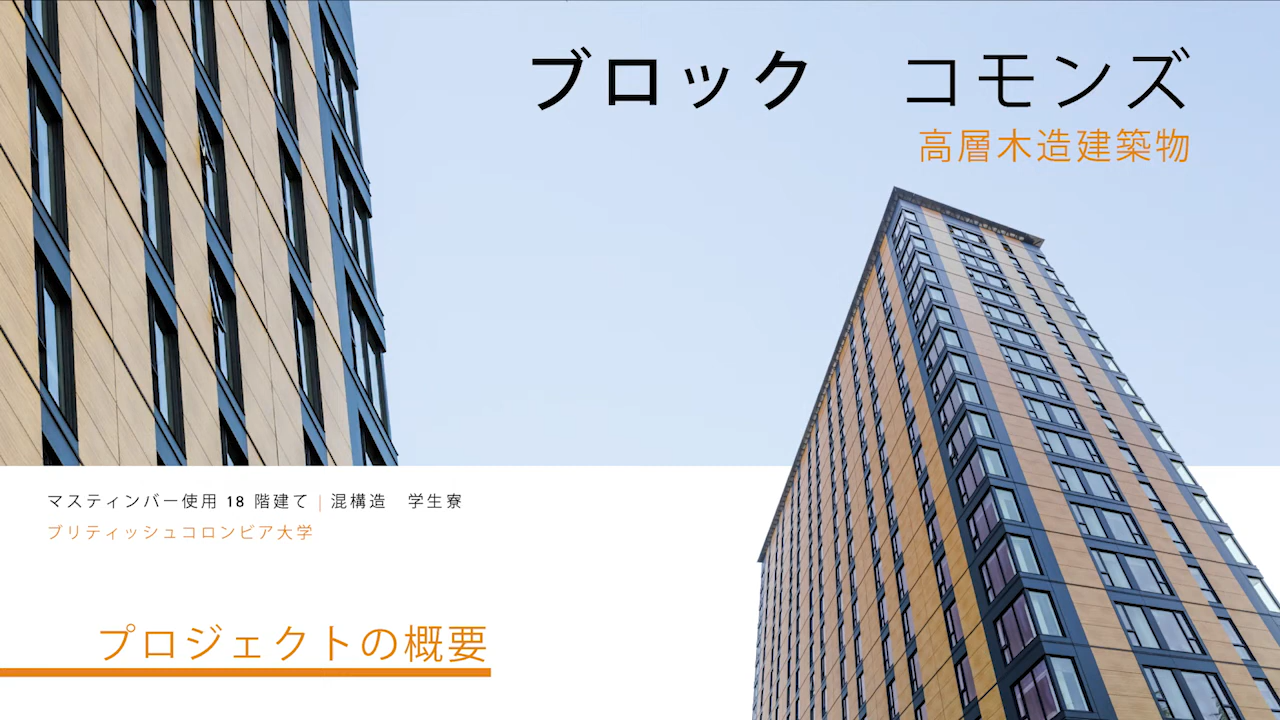 ブロック　コモンズ
高層木造建築物
マスティンバー使用 18 階建て | 混構造　学生寮
ブリティッシュコロンビア大学
プロジェクトの概要